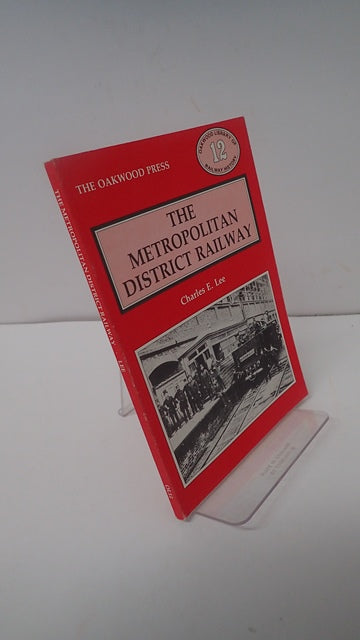 THE OAKWOOD PRESS
OAKWOOD LIBRARY OF
12
RAILWAY HISTORY
THE
METROPOLITAN
DISTRICT RAILWAY
Charles E. Lee
THE METROPOLITAN DISTRICT RAILWAY LEE